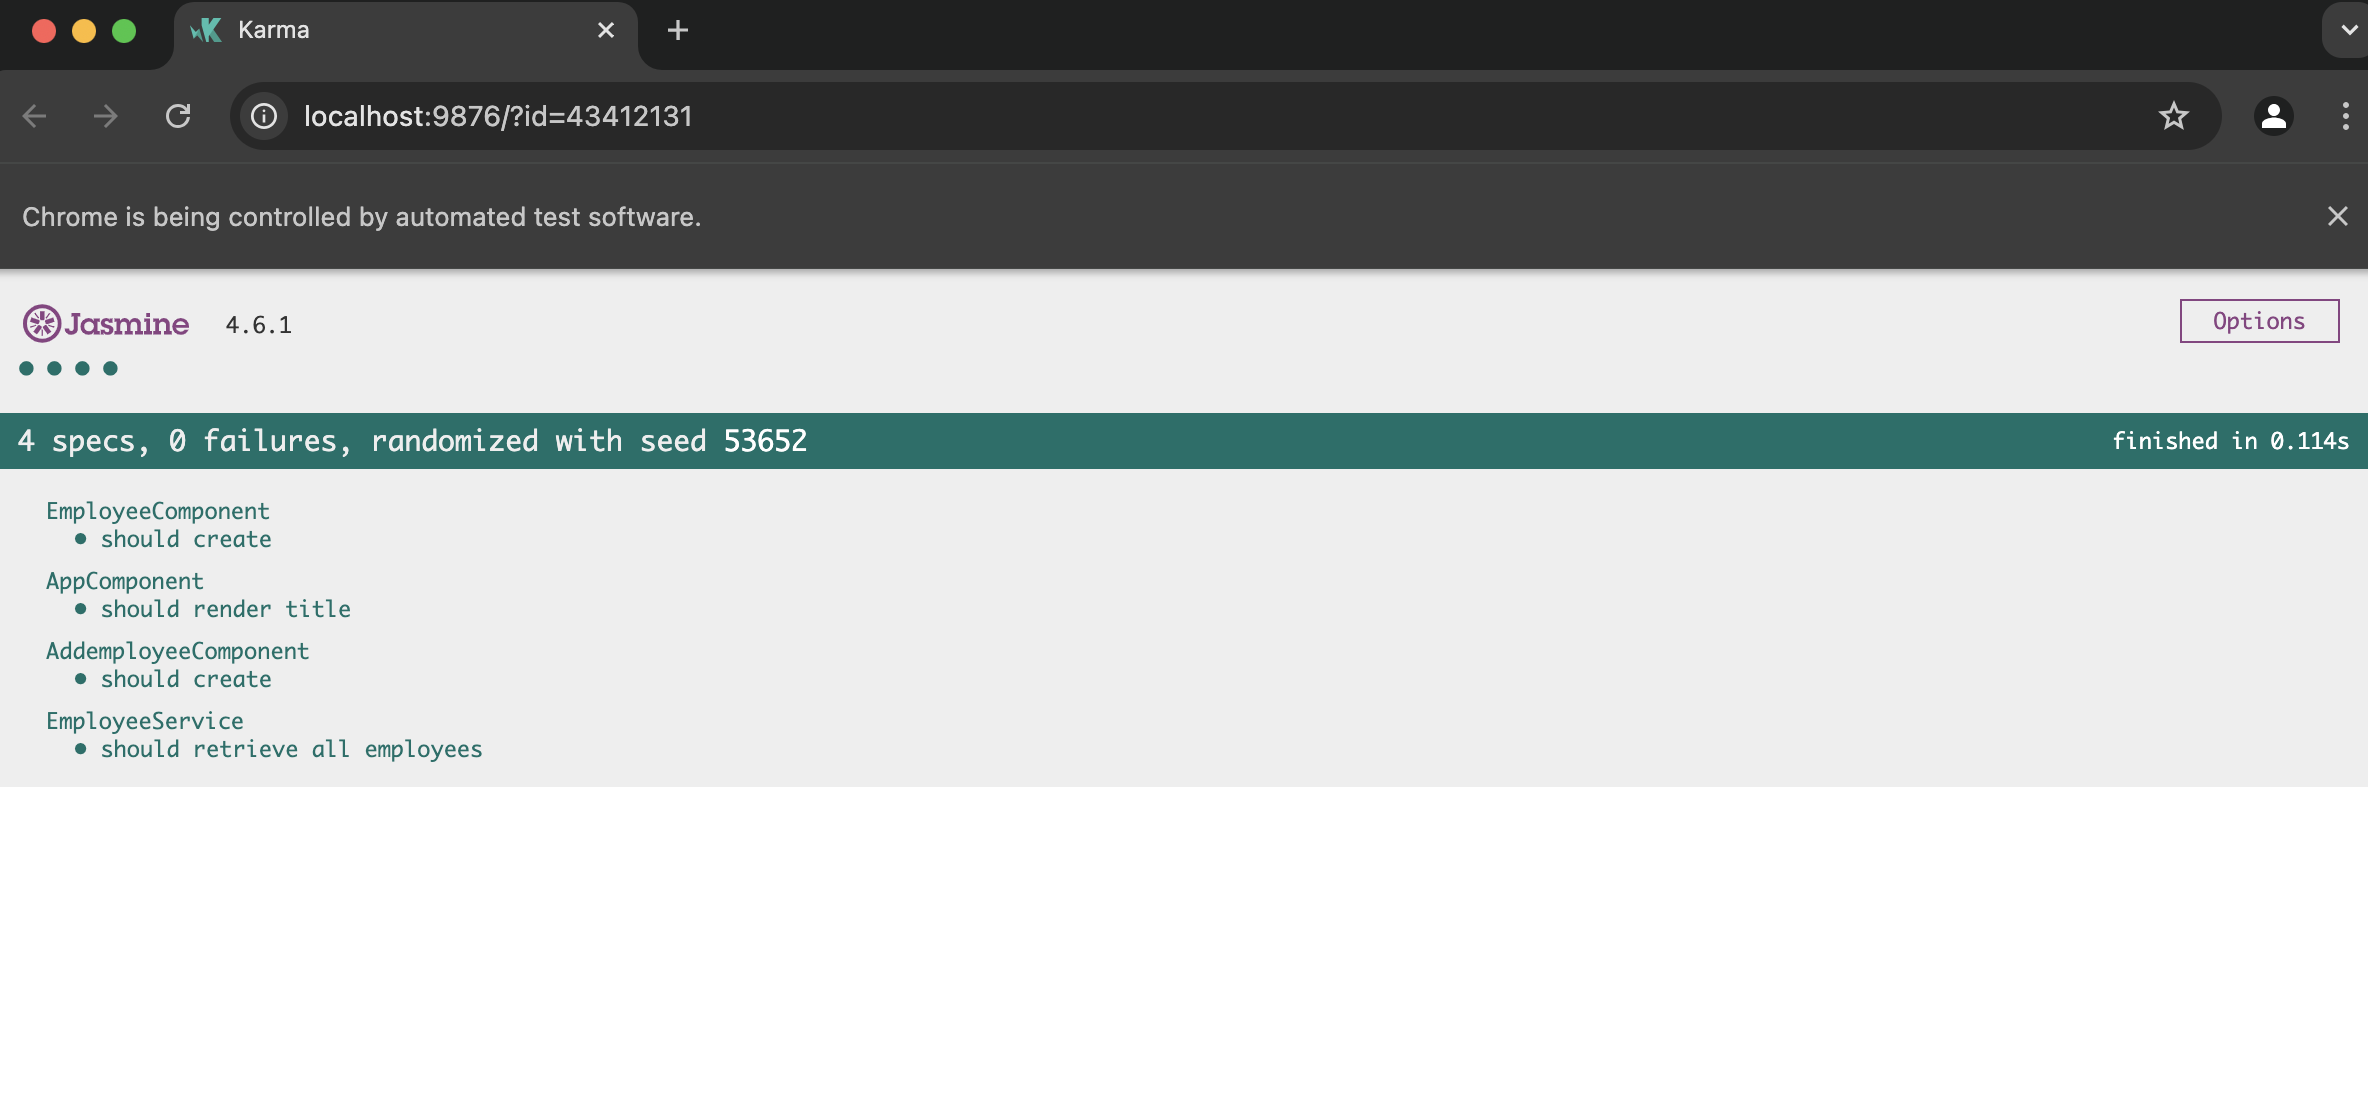 Karma
localhost:9876/?id=43412131
Chrome is being controlled by automated test software.
Jasmine 4.6.1 Options
4 specs, 0 failures, randomized with seed 53652 finished in 0.114s
EmployeeComponent
• should create
AppComponent
• should render title
AddemployeeComponent
• should create
EmployeeService
• should retrieve all employees